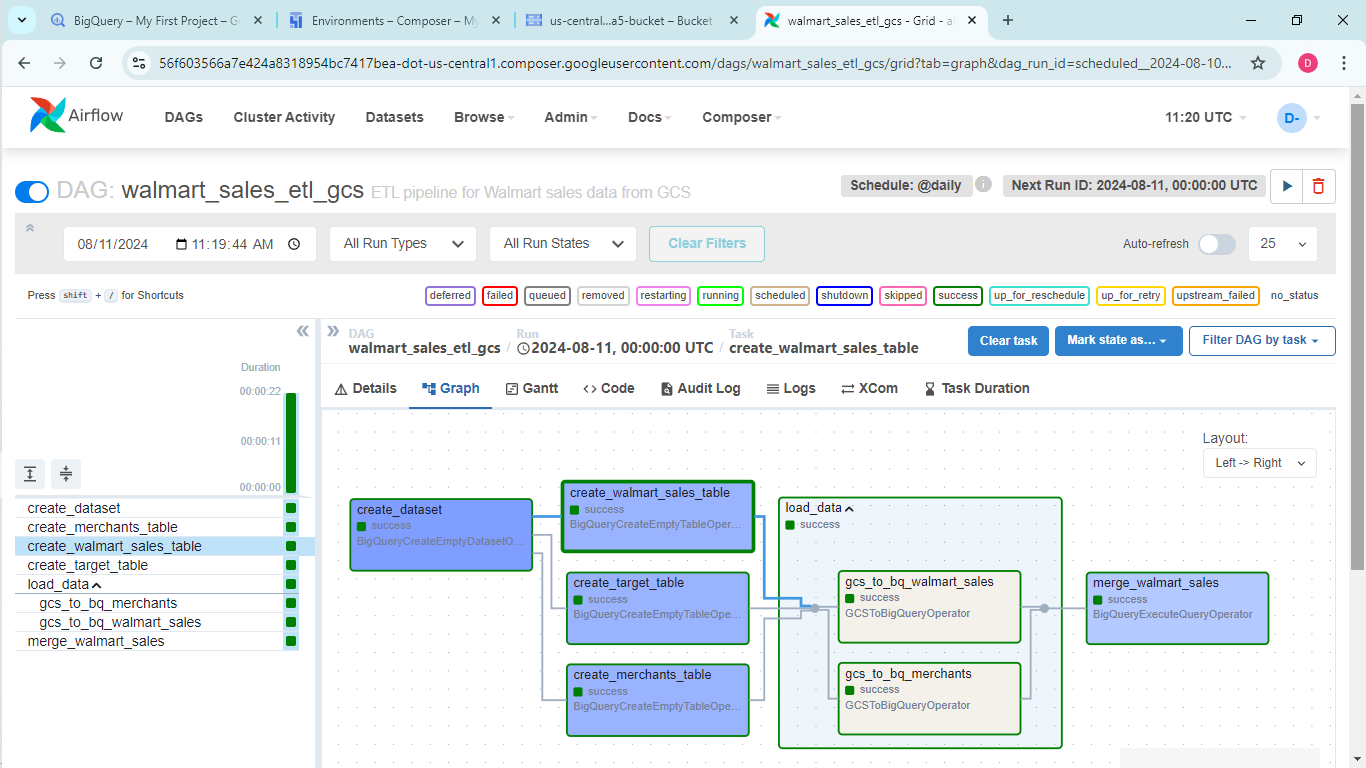 BigQuery – My First Project – Go
Environments – Composer – My
us-central...a5-bucket – Bucket
walmart_sales_etl_gcs - Grid - ai
56f603566a7e424a8318954bc7417bea-dot-us-central1.composer.googleusercontent.com/dags/walmart_sales_etl_gcs/grid?tab=graph&dag_run_id=scheduled__2024-08-10...
D
Airflow
DAGs
Cluster Activity
Datasets
Browse
Admin
Docs
Composer
11:20 UTC
D-
DAG: walmart_sales_etl_gcs ETL pipeline for Walmart sales data from GCS
Schedule: @daily
Next Run ID: 2024-08-11, 00:00:00 UTC
08/11/2024 11:19:44 AM
All Run Types
All Run States
Clear Filters
Auto-refresh
25
Press shift + / for Shortcuts
deferred
failed
queued
removed
restarting
running
scheduled
shutdown
skipped
success
up_for_reschedule
up_for_retry
upstream_failed
no_status
Duration
00:00:22
00:00:11
00:00:00
create_dataset
create_merchants_table
create_walmart_sales_table
create_target_table
load_data
gcs_to_bq_merchants
gcs_to_bq_walmart_sales
merge_walmart_sales
DAG
walmart_sales_etl_gcs
/
Run
2024-08-11, 00:00:00 UTC
/
Task
create_walmart_sales_table
Clear task
Mark state as...
Filter DAG by task
Details
Graph
Gantt
Code
Audit Log
Logs
XCom
Task Duration
Layout:
Left -> Right
create_dataset
success
BigQueryCreateEmptyDatasetO...
create_walmart_sales_table
success
BigQueryCreateEmptyTableOper...
create_target_table
success
BigQueryCreateEmptyTableOpe...
create_merchants_table
success
BigQueryCreateEmptyTableOpe...
load_data
success
gcs_to_bq_walmart_sales
success
GCSToBigQueryOperator
gcs_to_bq_merchants
success
GCSToBigQueryOperator
merge_walmart_sales
success
BigQueryExecuteQueryOperator